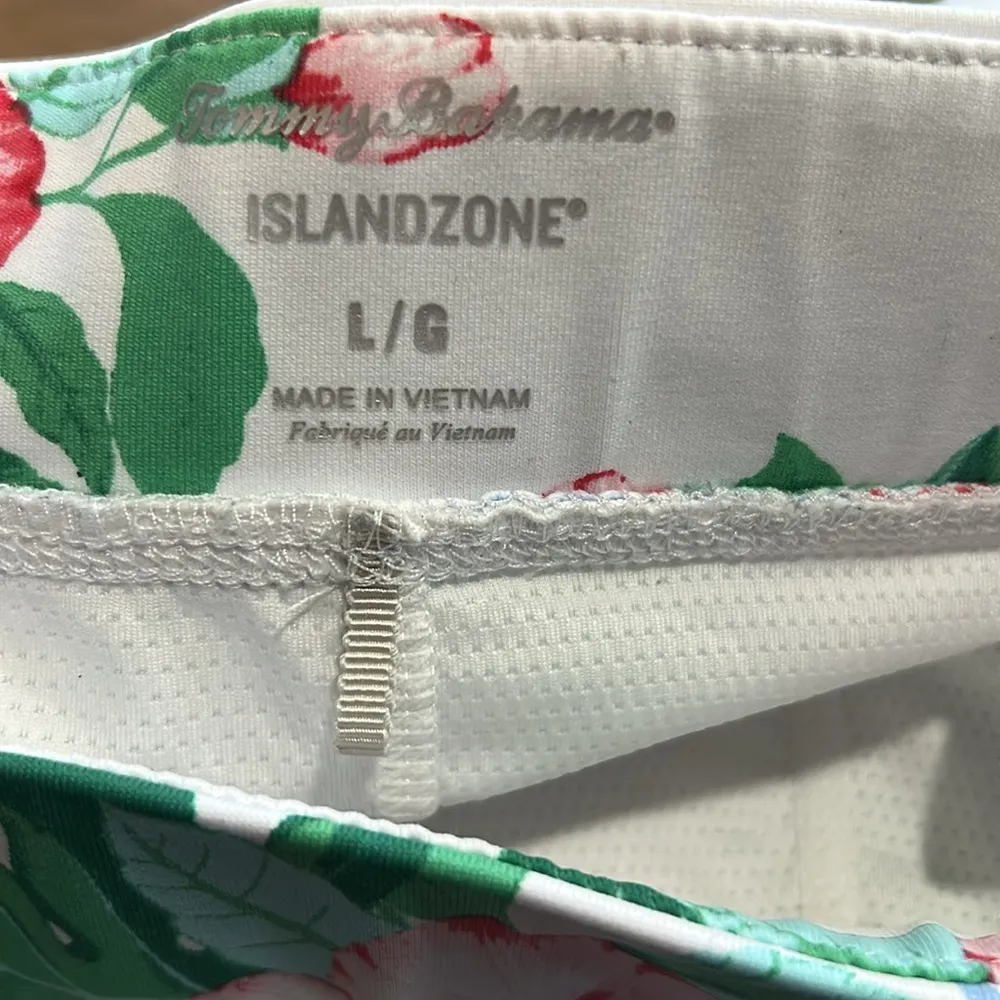 Tommy Bahama®
ISLANDZONE®
L/G
MADE IN VIETNAM
Fabriqué au Vietnam